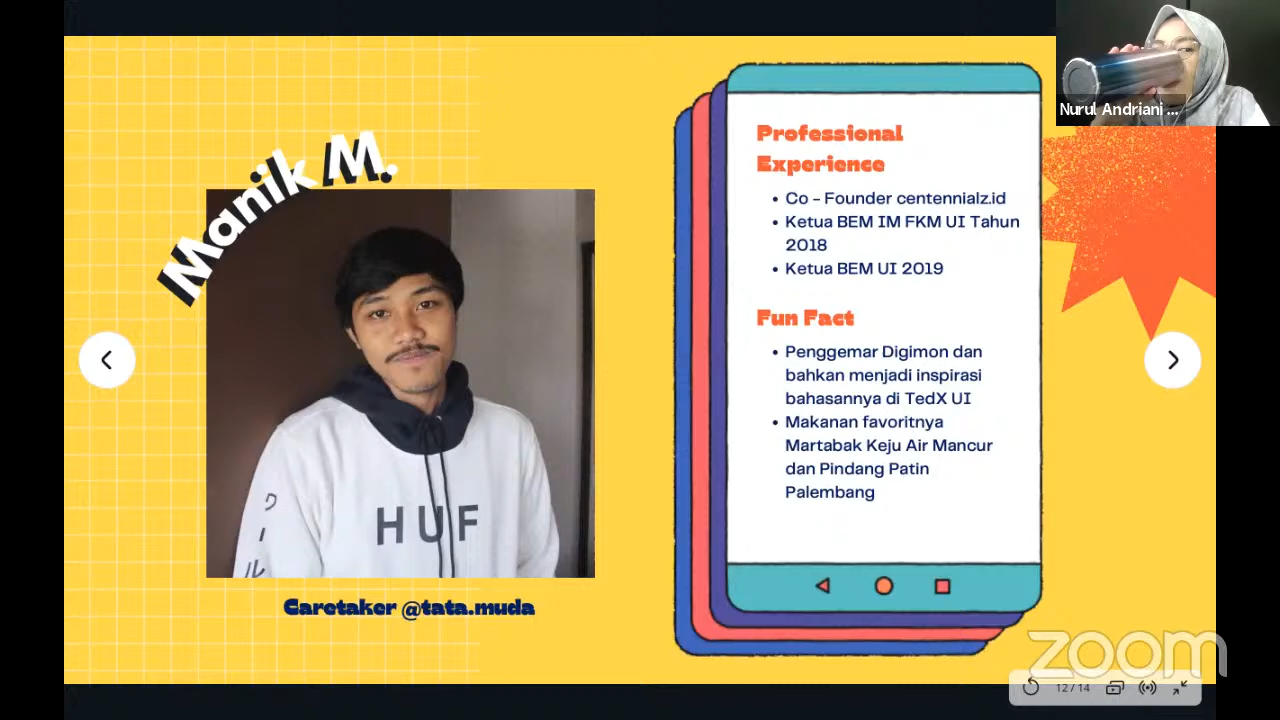 Nurul Andriani ...
Manik M.
HUF
Caretaker @tata.muda
Professional
Experience
• Co - Founder centennialz.id
• Ketua BEM IM FKM UI Tahun
2018
• Ketua BEM UI 2019
Fun Fact
• Penggemar Digimon dan
bahkan menjadi inspirasi
bahasannya di TedX UI
• Makanan favoritnya
Martabak Keju Air Mancur
dan Pindang Patin
Palembang
zoom
12 / 14